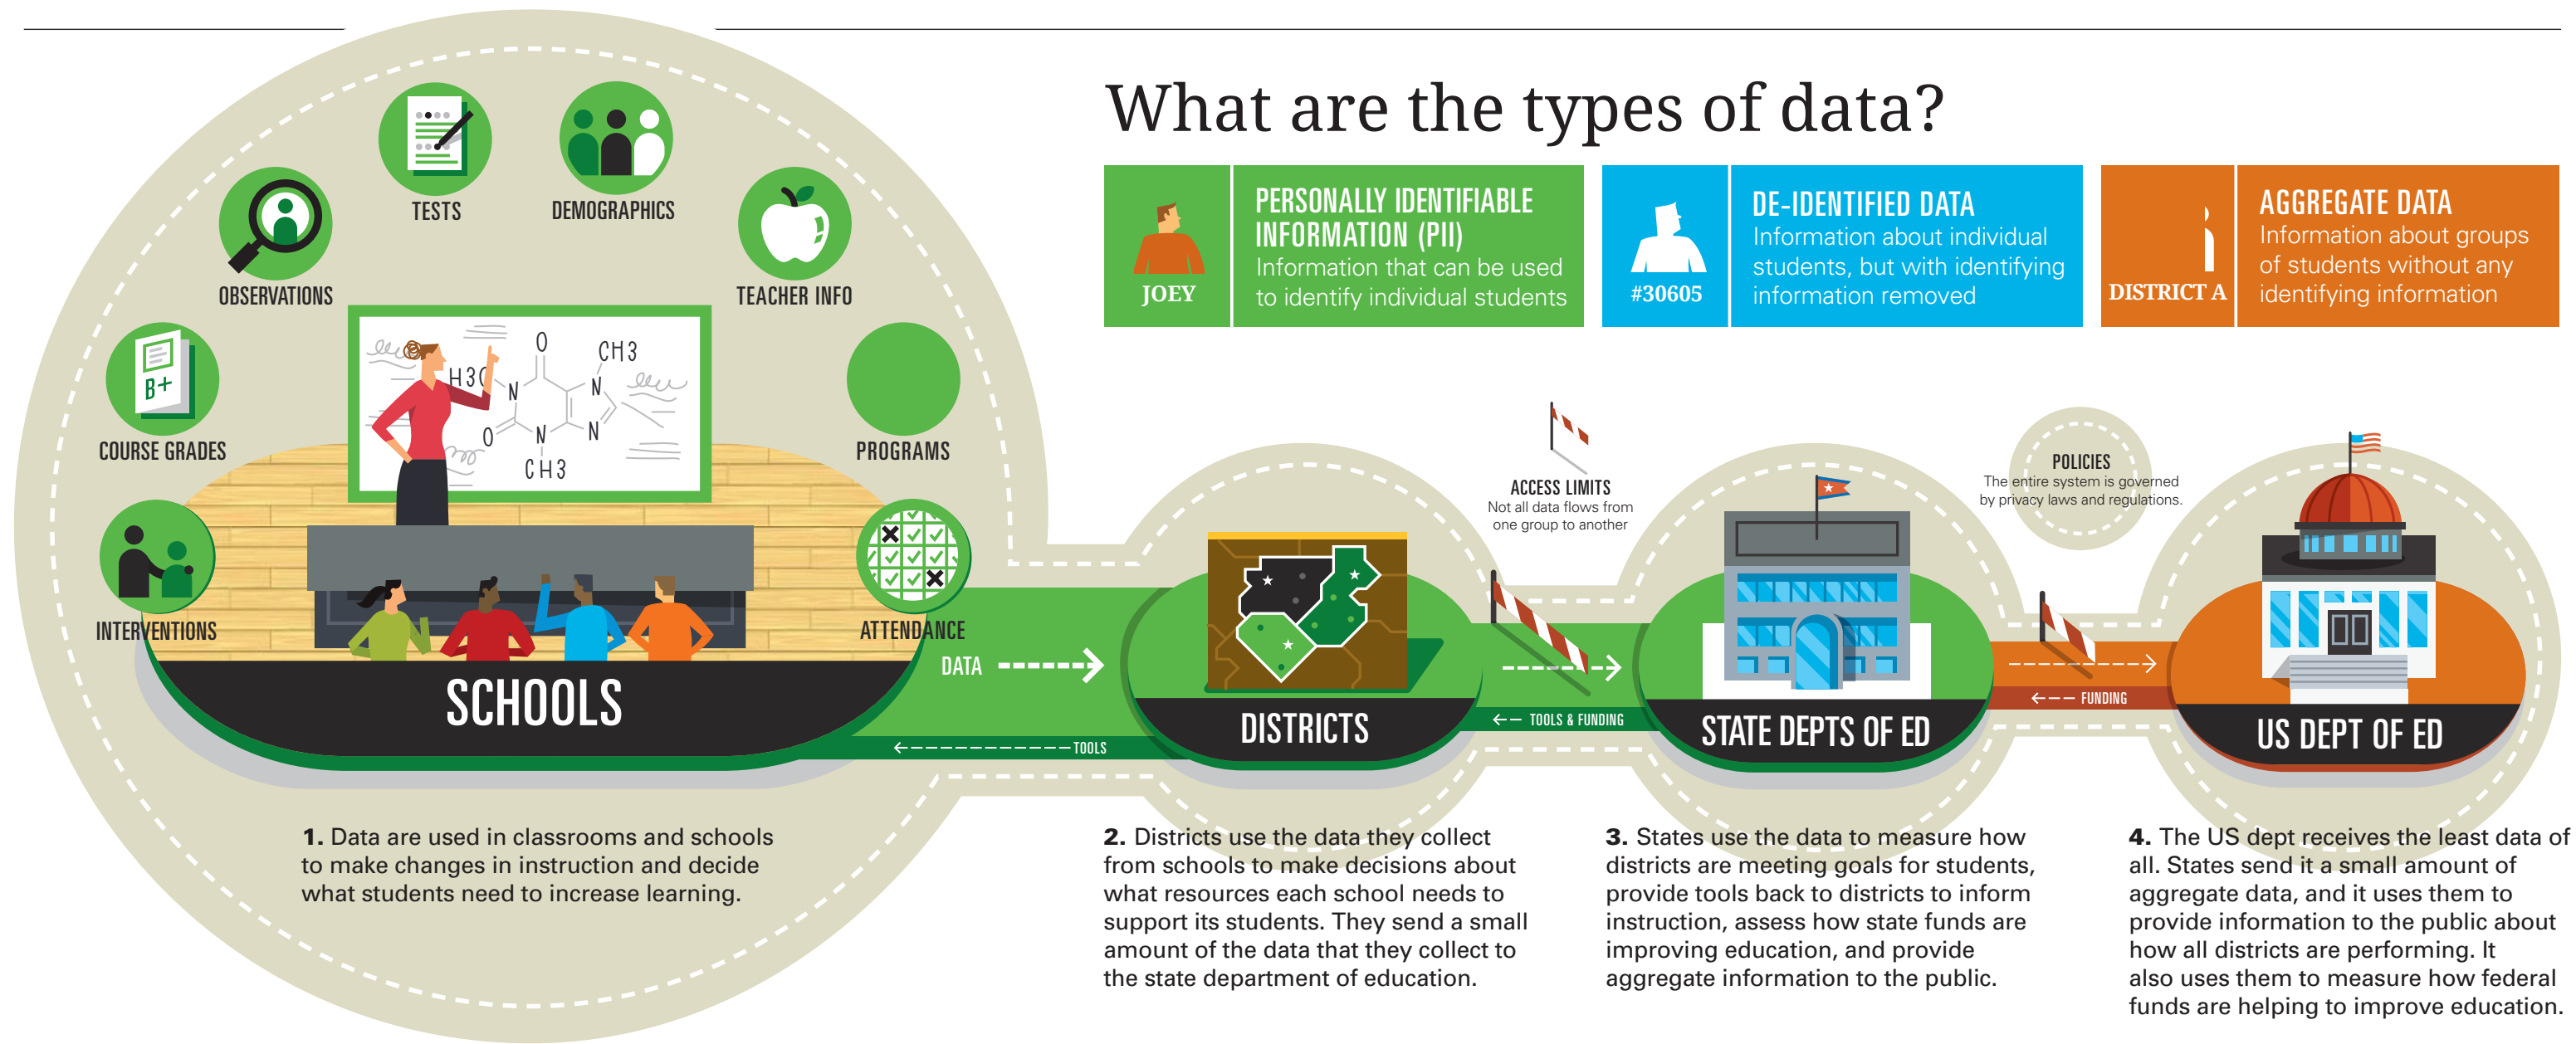 What are the types of data?
JOEY
PERSONALLY IDENTIFIABLE
INFORMATION (PII)
Information that can be used
to identify individual students
#30605
DE-IDENTIFIED DATA
Information about individual
students, but with identifying
information removed
DISTRICT A
AGGREGATE DATA
Information about groups
of students without any
identifying information
TESTS
DEMOGRAPHICS
OBSERVATIONS
TEACHER INFO
B+
COURSE GRADES
PROGRAMS
INTERVENTIONS
ATTENDANCE
O
CH3
H3C
N
N
O
N
N
CH3
SCHOOLS
DATA
TOOLS
DISTRICTS
ACCESS LIMITS
Not all data flows from
one group to another
TOOLS & FUNDING
STATE DEPTS OF ED
POLICIES
The entire system is governed
by privacy laws and regulations.
FUNDING
US DEPT OF ED
1. Data are used in classrooms and schools
to make changes in instruction and decide
what students need to increase learning.
2. Districts use the data they collect
from schools to make decisions about
what resources each school needs to
support its students. They send a small
amount of the data that they collect to
the state department of education.
3. States use the data to measure how
districts are meeting goals for students,
provide tools back to districts to inform
instruction, assess how state funds are
improving education, and provide
aggregate information to the public.
4. The US dept receives the least data of
all. States send it a small amount of
aggregate data, and it uses them to
provide information to the public about
how all districts are performing. It
also uses them to measure how federal
funds are helping to improve education.